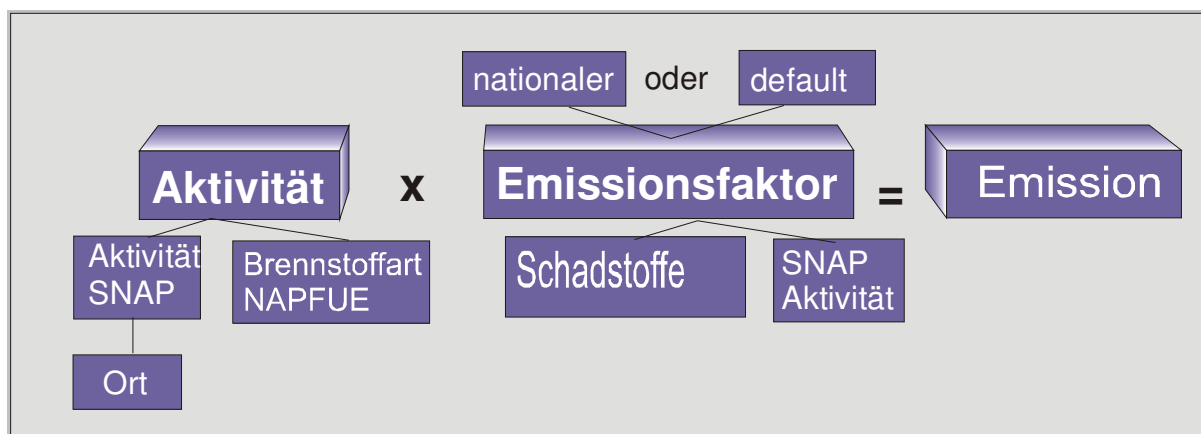 nationaler oder default
Aktivität x Emissionsfaktor = Emission
Aktivität
SNAP
Brennstoffart
NAPFUE
Schadstoffe
SNAP
Aktivität
Ort